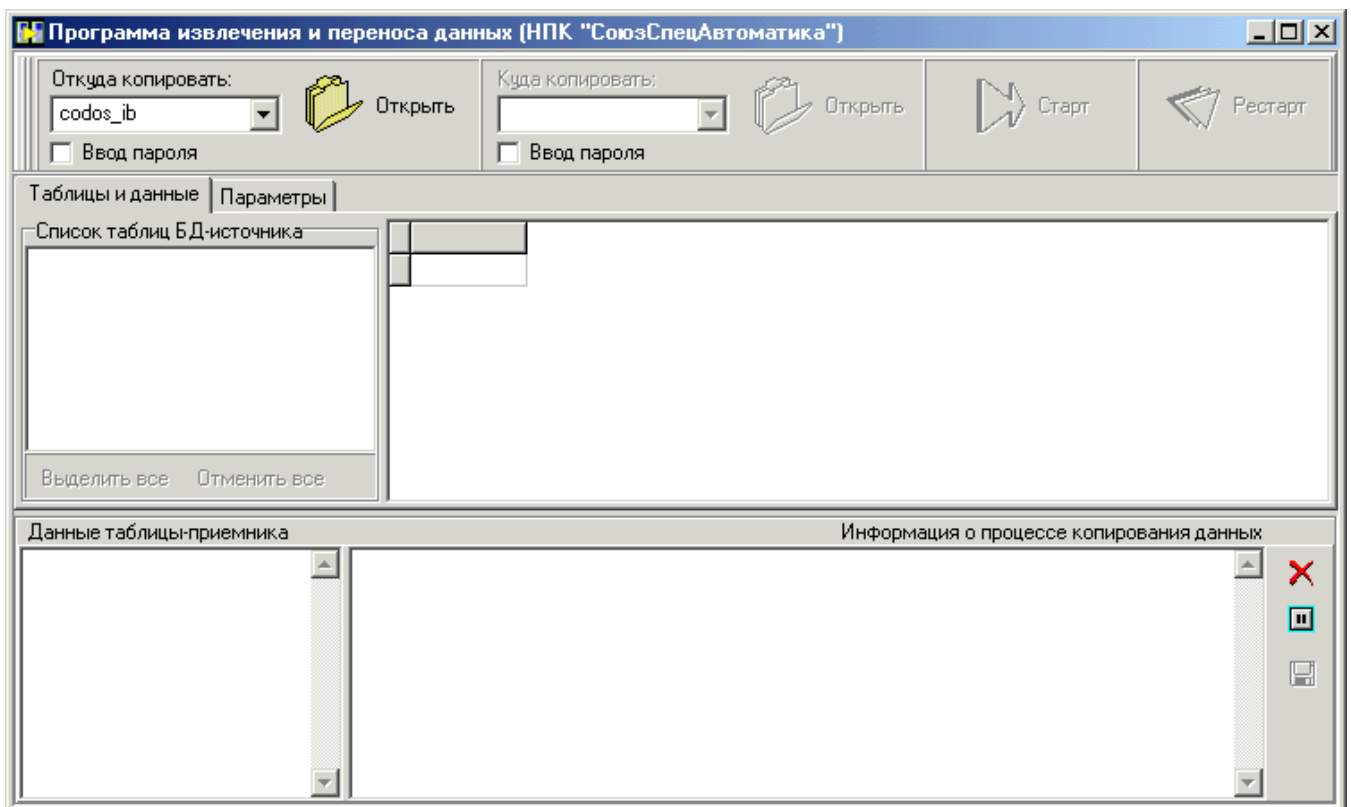 Программа извлечения и переноса данных (НПК "СоюзСпецАвтоматика")
Откуда копировать:
codos_ib
Открыть
Ввод пароля
Куда копировать:
Открыть
Ввод пароля
Старт
Рестарт
Таблицы и данные
Параметры
Список таблиц БД-источника
Выделить все
Отменить все
Данные таблицы-приемника
Информация о процессе копирования данных